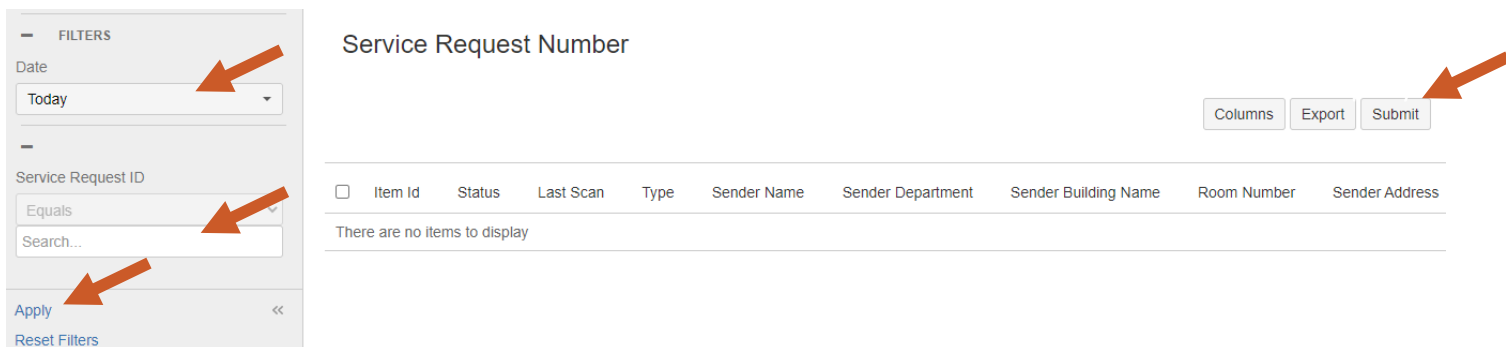 FILTERS
Date
Today
Service Request ID
Equals
Search...
Apply
Reset Filters
Service Request Number
Columns Export Submit
Item Id Status Last Scan Type Sender Name Sender Department Sender Building Name Room Number Sender Address
There are no items to display